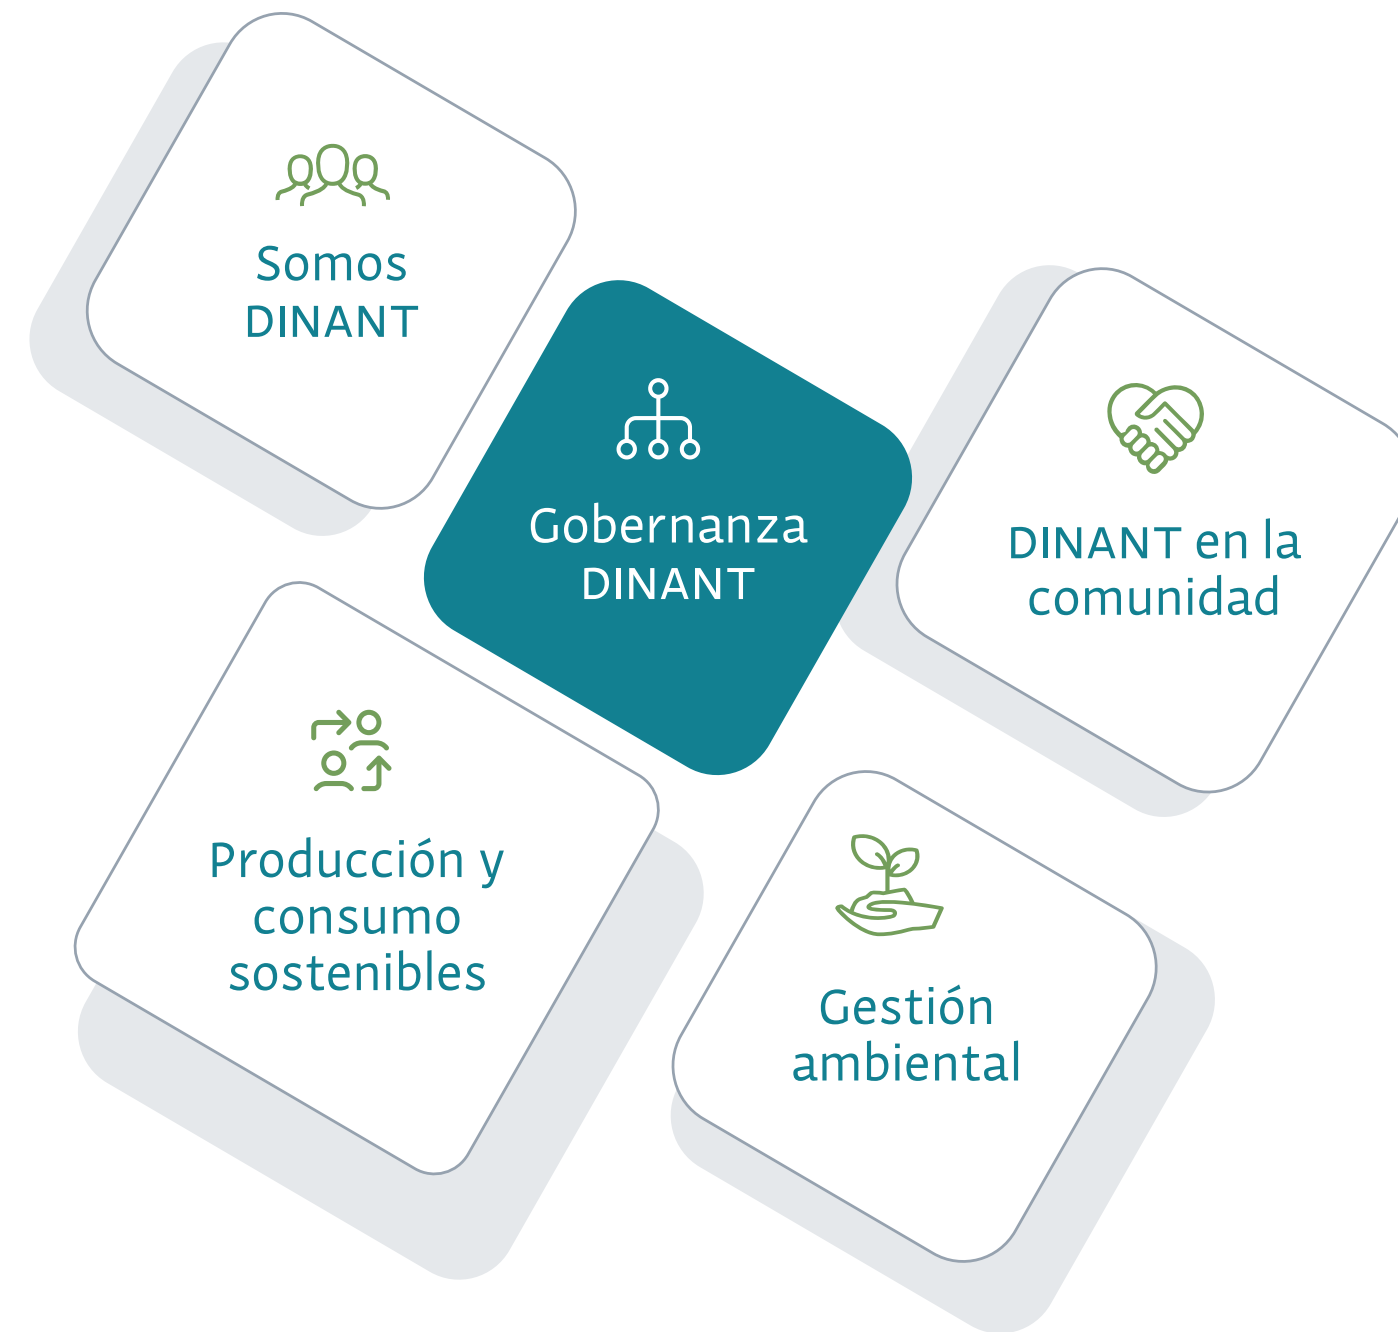 Somos
DINANT
Gobernanza
DINANT
DINANT en la
comunidad
Producción y
consumo
sostenibles
Gestión
ambiental